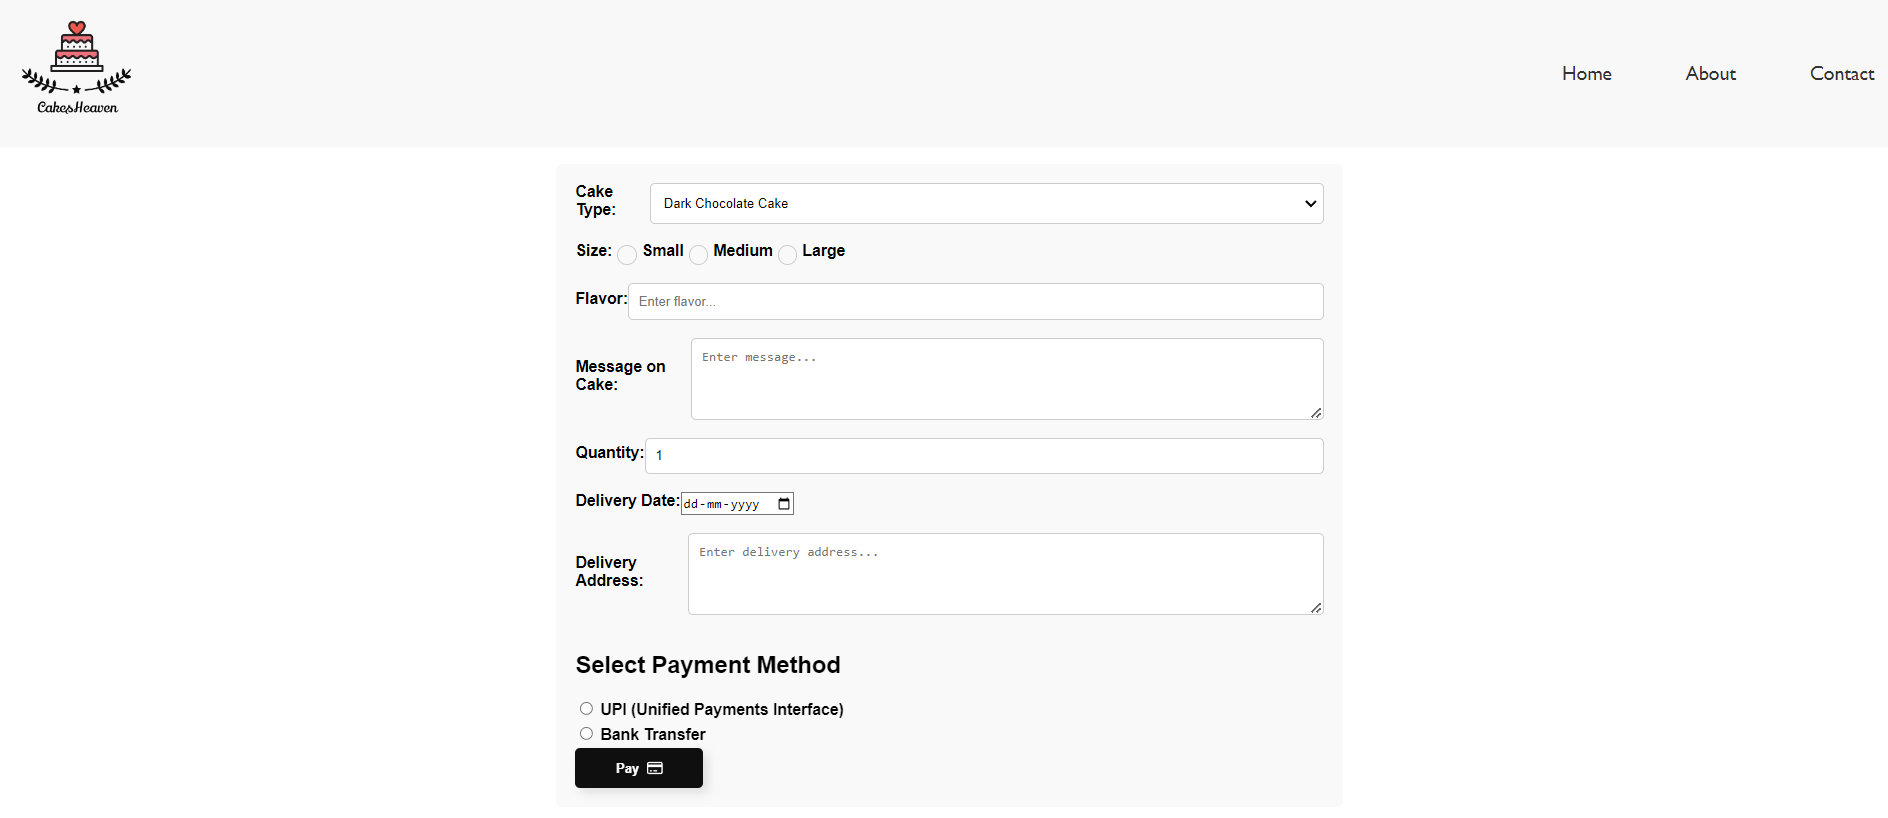 CakesHeaven
Home About Contact
Cake
Type:
Dark Chocolate Cake
Size: Small Medium Large
Flavor: Enter flavor...
Message on
Cake:
Enter message...
Quantity: 1
Delivery Date: dd-mm-yyyy
Delivery
Address:
Enter delivery address...
Select Payment Method
UPI (Unified Payments Interface)
Bank Transfer
Pay